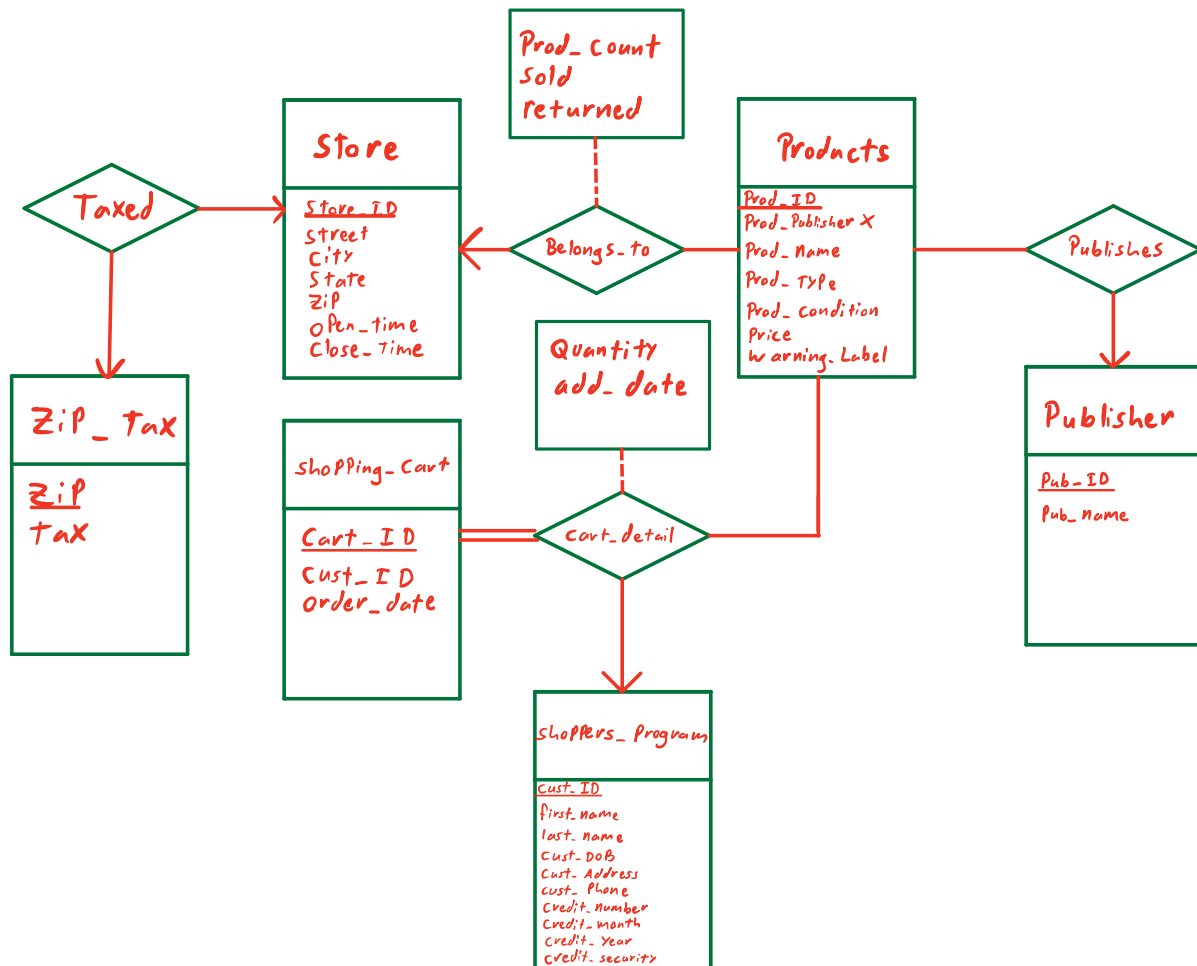 Prod_Count
sold
returned
Store
Store_ID
street
City
State
ZiP
OPen_time
Close_Time
Products
Prod_ID
Prod_Publisher X
Prod_Name
Prod_TYPe
Prod_Condition
Price
Warning_Label
Taxed
Belongs_to
Publishes
ZiP_Tax
ZiP
Tax
Quantity
add_date
Publisher
Pub_ID
Pub_name
shoPPing_Cart
Cart_ID
Cust_ID
Order_date
Cart_detail
shoPPers_Program
Cust_ID
first_name
last_name
Cust_DOB
Cust_Address
cust_Phone
Credit_number
Credit_month
Credit_Year
Credit_security